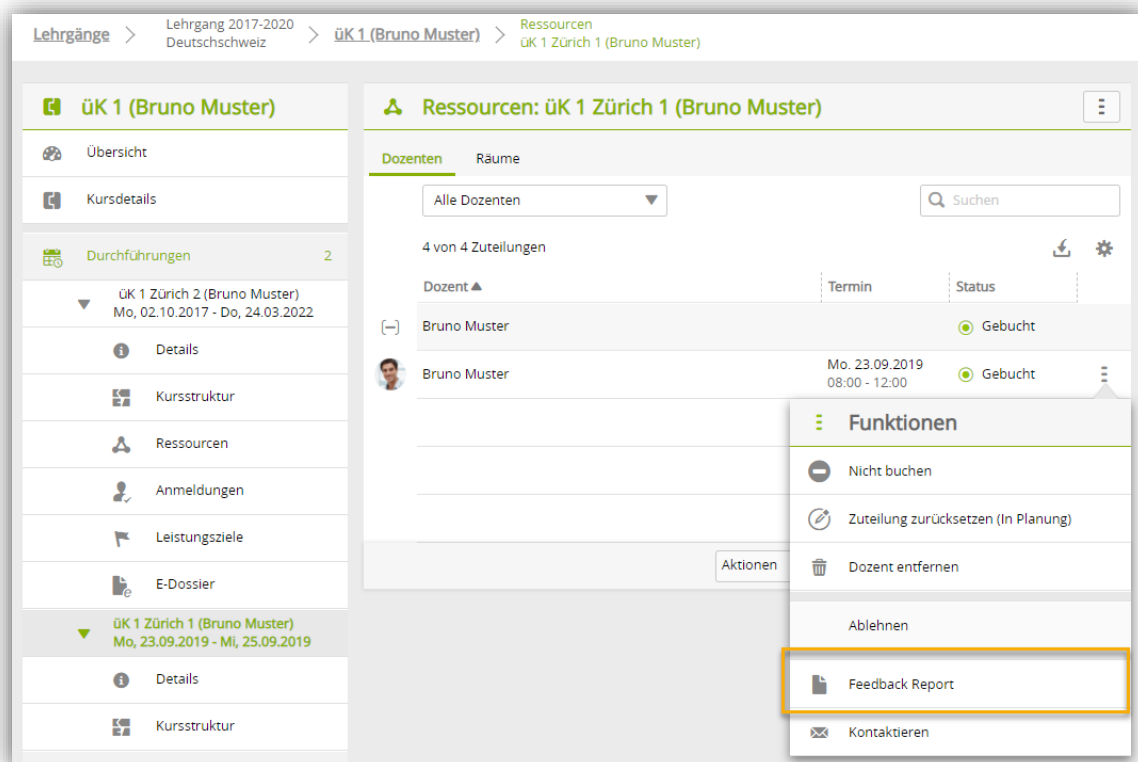 Lehrgänge > Lehrgang 2017-2020 Deutschschweiz > üK 1 (Bruno Muster) > Ressourcen üK 1 Zürich 1 (Bruno Muster)
üK 1 (Bruno Muster)
Übersicht
Kursdetails
Durchführungen 2
üK 1 Zürich 2 (Bruno Muster)
Mo, 02.10.2017 - Do, 24.03.2022
Details
Kursstruktur
Ressourcen
Anmeldungen
Leistungsziele
E-Dossier
üK 1 Zürich 1 (Bruno Muster)
Mo, 23.09.2019 - Mi, 25.09.2019
Details
Kursstruktur
Ressourcen: üK 1 Zürich 1 (Bruno Muster)
Dozenten Räume
Alle Dozenten Suchen
4 von 4 Zuteilungen
Dozent Termin Status
Bruno Muster Gebucht
Bruno Muster Mo. 23.09.2019 08:00 - 12:00 Gebucht
Aktionen
Funktionen
Nicht buchen
Zuteilung zurücksetzen (In Planung)
Dozent entfernen
Ablehnen
Feedback Report
Kontaktieren